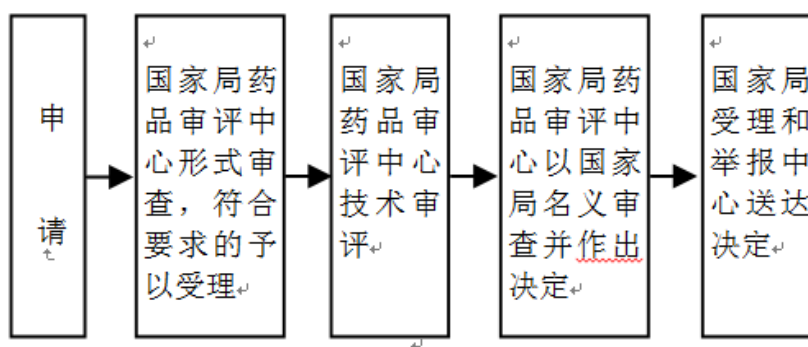 申
请
国家局药
品审评中
心形式审
查，符合
要求的予
以受理
国家局
药品审
评中心
技术审
评
国家局药
品审评中
心以国家
局名义审
查并作出
决定
国家局
受理和
举报中
心送达
决定